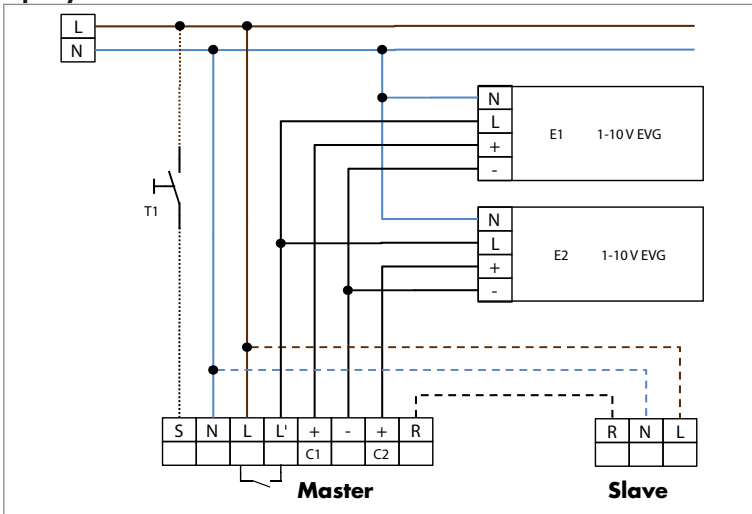 L
N
N
L
E1 1-10 V EVG
+
-
T1
N
L
E2 1-10 V EVG
+
-
S N L L' + - + R
C1 C2
R N L
Master
Slave